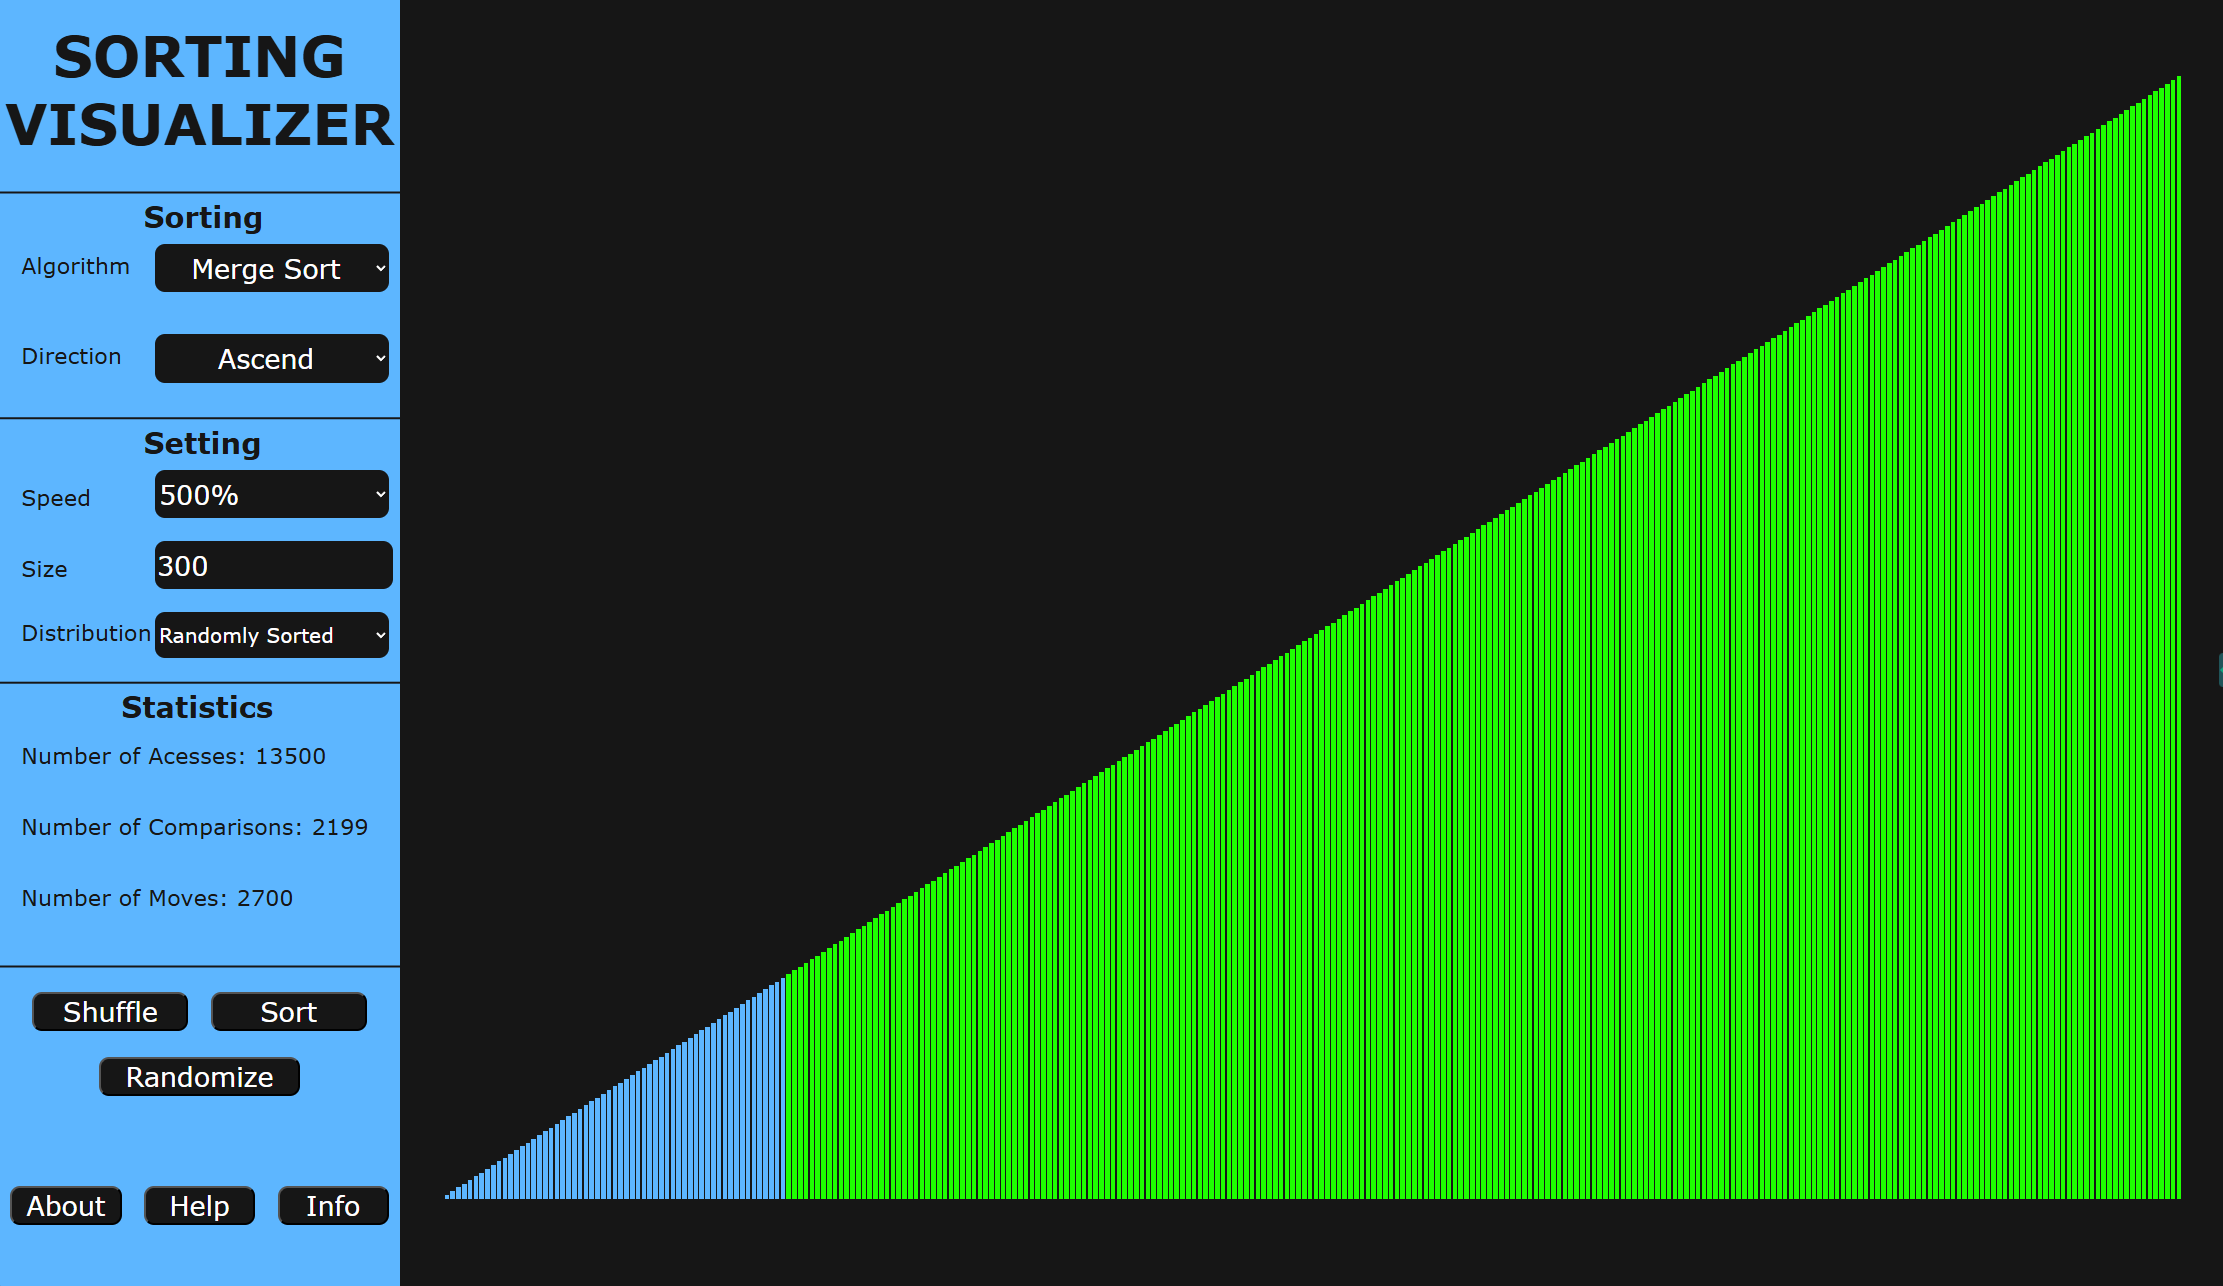 SORTING
VISUALIZER
Sorting
Algorithm Merge Sort
Direction Ascend
Setting
Speed 500%
Size 300
Distribution Randomly Sorted
Statistics
Number of Acesses: 13500
Number of Comparisons: 2199
Number of Moves: 2700
Shuffle Sort
Randomize
About Help Info